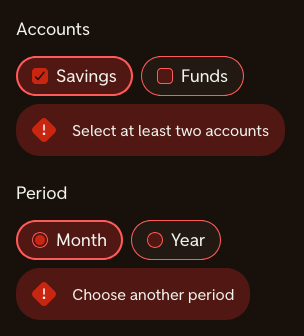 Accounts
Savings Funds
Select at least two accounts
Period
Month Year
Choose another period